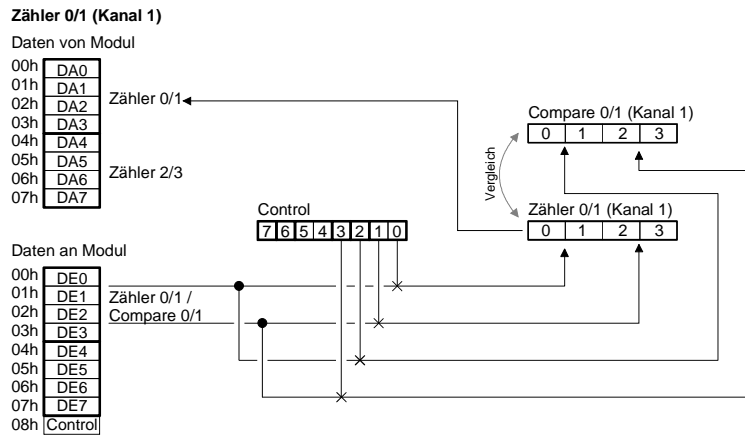 Zähler 0/1 (Kanal 1)
Daten von Modul
00h DA0
01h DA1
02h DA2
03h DA3
04h DA4
05h DA5
06h DA6
07h DA7
Zähler 0/1
Zähler 2/3
Compare 0/1 (Kanal 1)
0 1 2 3
Vergleich
Control
7 6 5 4 3 2 1 0
Zähler 0/1 (Kanal 1)
0 1 2 3
Daten an Modul
00h DE0
01h DE1
02h DE2
03h DE3
04h DE4
05h DE5
06h DE6
07h DE7
08h Control
Zähler 0/1 /
Compare 0/1